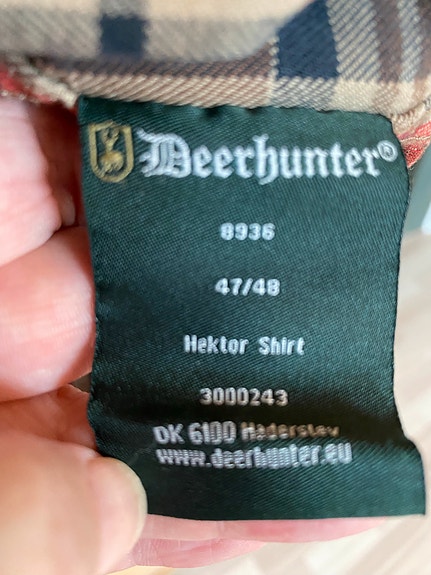 Deerhunter®
8936
47/48
Hektor Shirt
3000243
DK 6100 Haderslev
www.deerhunter.eu